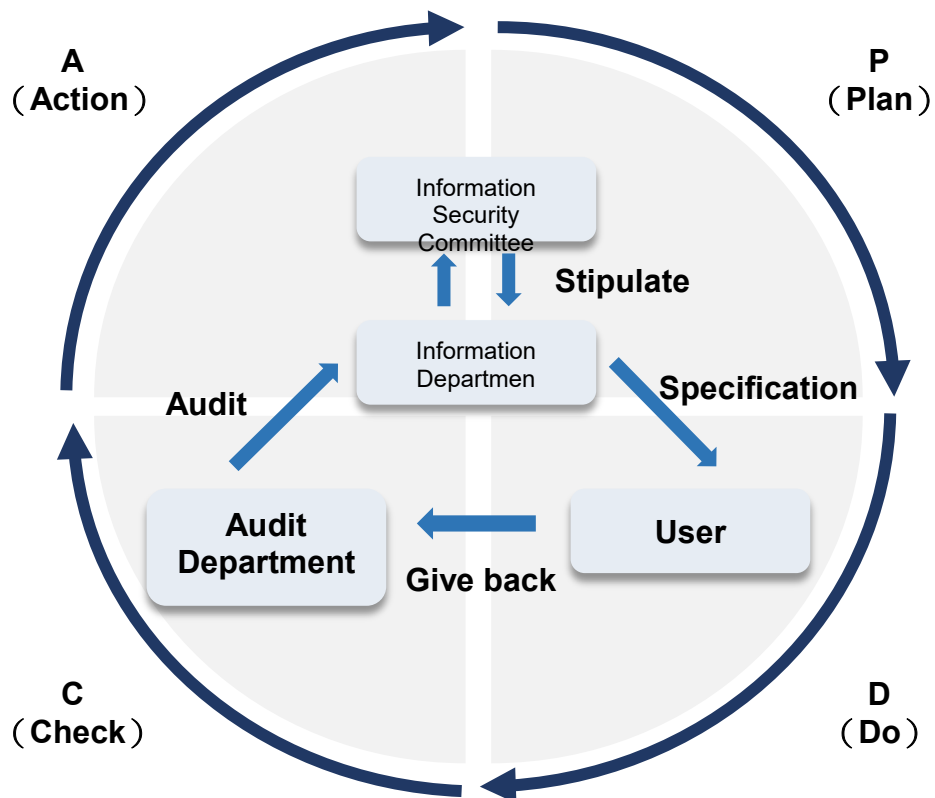 A
（Action）
P
（Plan）
Information
Security
Committee
Stipulate
Information
Departmen
Specification
Audit
Audit
Department
User
Give back
C
（Check）
D
（Do）